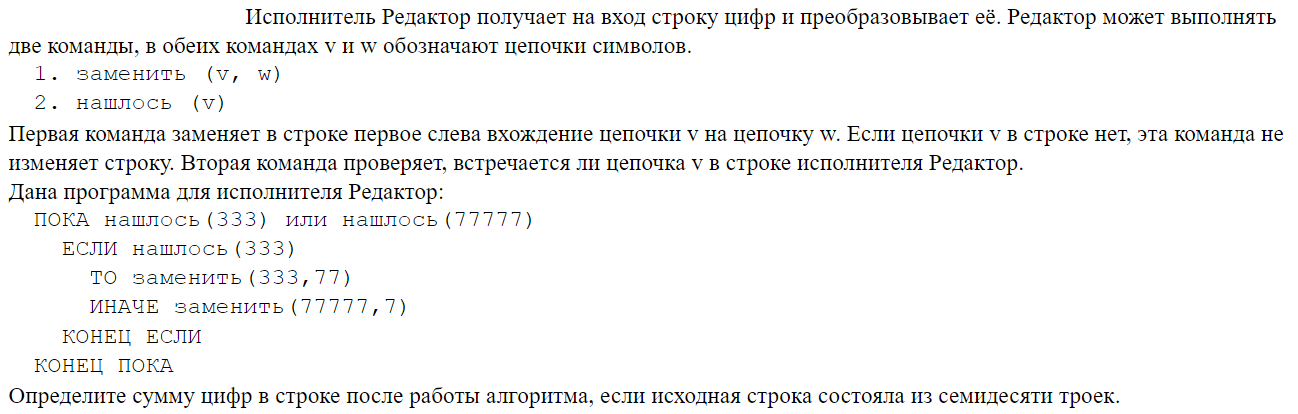 Исполнитель Редактор получает на вход строку цифр и преобразовывает её. Редактор может выполнять
две команды, в обеих командах v и w обозначают цепочки символов.
1. заменить (v, w)
2. нашлось (v)
Первая команда заменяет в строке первое слева вхождение цепочки v на цепочку w. Если цепочки v в строке нет, эта команда не
изменяет строку. Вторая команда проверяет, встречается ли цепочка v в строке исполнителя Редактор.
Дана программа для исполнителя Редактор:
ПОКА нашлось(333) или нашлось(77777)
ЕСЛИ нашлось(333)
ТО заменить(333,77)
ИНАЧЕ заменить(77777,7)
КОНЕЦ ЕСЛИ
КОНЕЦ ПОКА
Определите сумму цифр в строке после работы алгоритма, если исходная строка состояла из семидесяти троек.